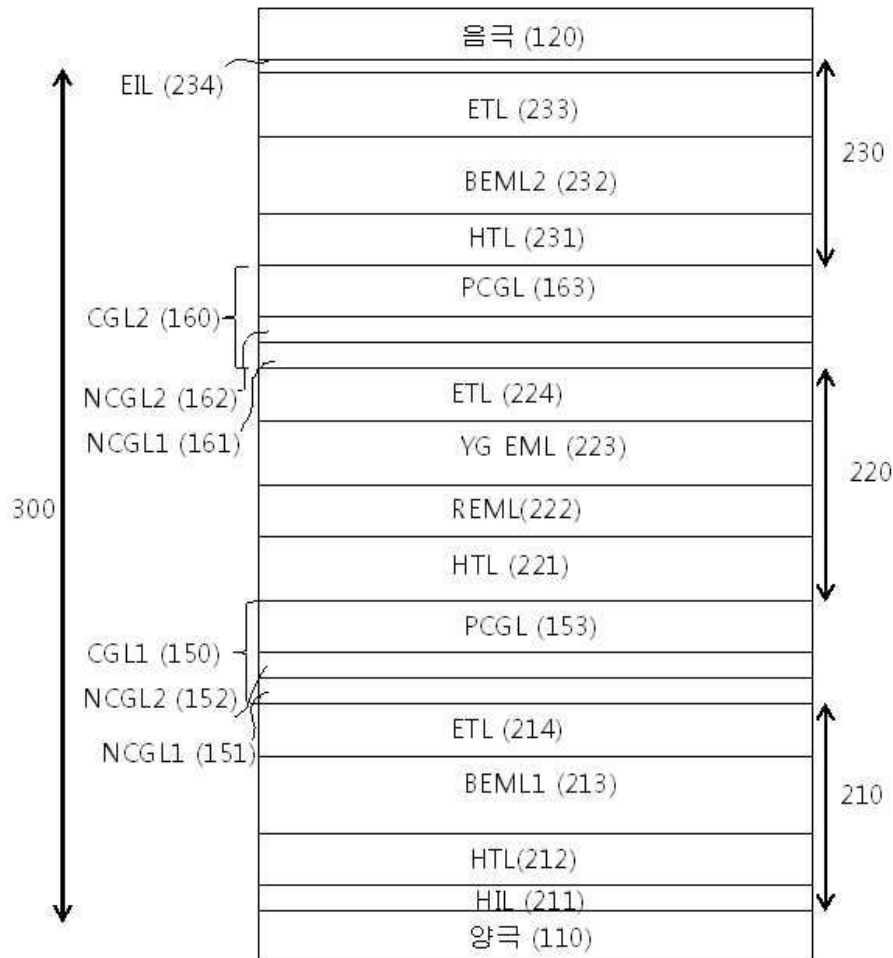 음극 (120)
EIL (234)
ETL (233)
230
BEML2 (232)
HTL (231)
PCGL (163)
CGL2 (160)
NCGL2 (162)
ETL (224)
NCGL1 (161)
YG EML (223)
220
300
REML(222)
HTL (221)
PCGL (153)
CGL1 (150)
NCGL2 (152)
ETL (214)
NCGL1 (151)
BEML1 (213)
210
HTL(212)
HIL (211)
양극 (110)